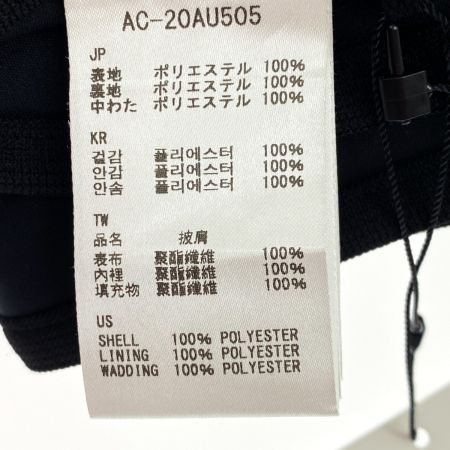 AC-20AU505
JP
表地 ポリエステル 100%
裏地 ポリエステル 100%
中わた ポリエステル 100%
KR
겉감 폴리에스터 100%
안감 폴리에스터 100%
안솜 폴리에스터 100%
TW
品名 披肩
表布 聚酯纖維 100%
內裡 聚酯纖維 100%
填充物 聚酯纖維 100%
US
SHELL 100% POLYESTER
LINING 100% POLYESTER
WADDING 100% POLYESTER